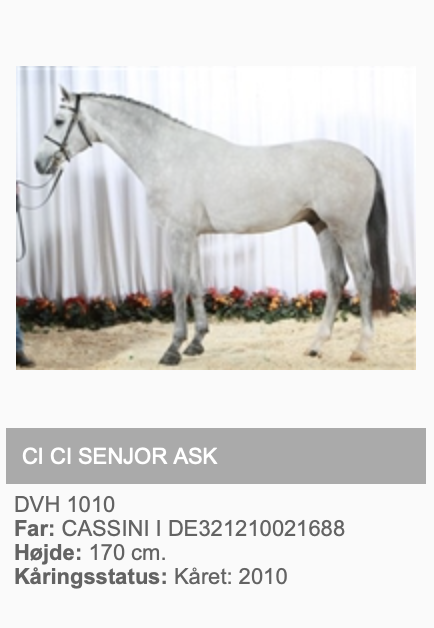 CI CI SENJOR ASK
DVH 1010
Far: CASSINI I DE321210021688
Højde: 170 cm.
Kåringsstatus: Kåret: 2010